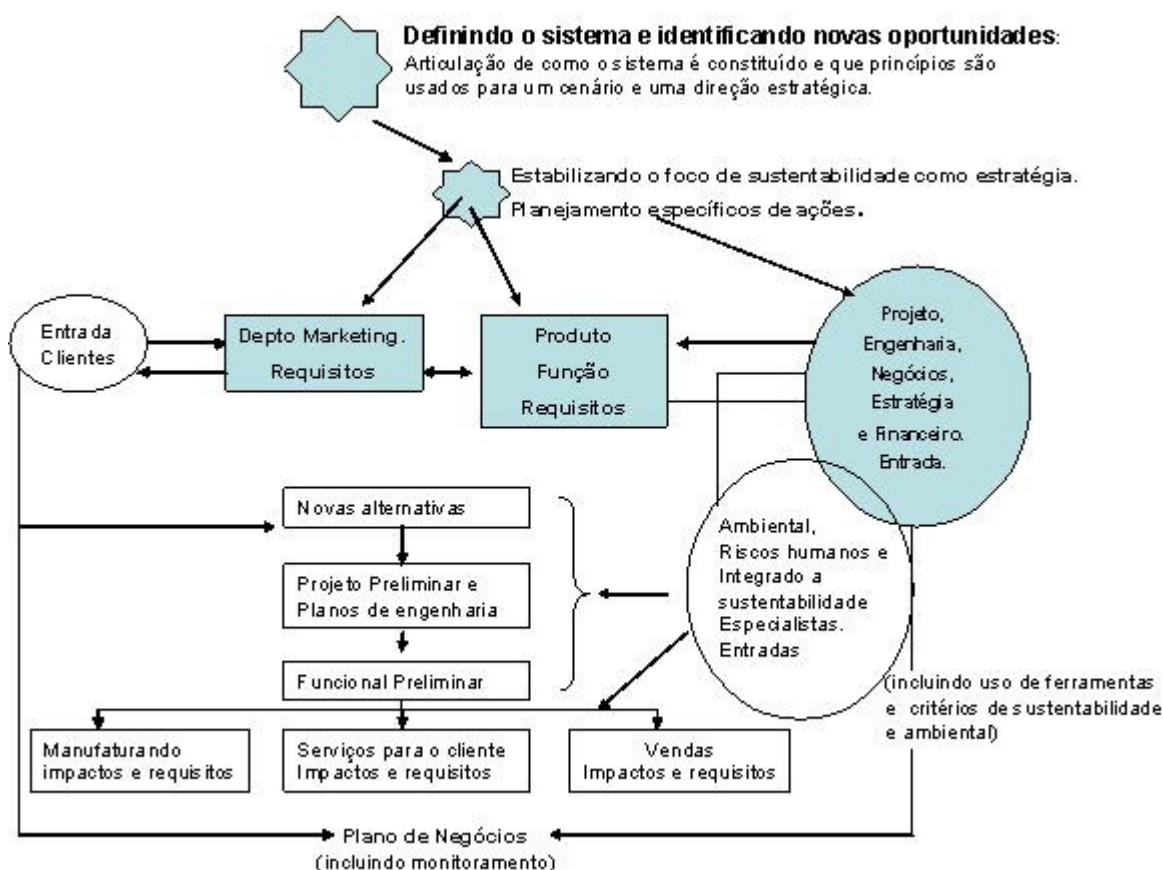 Definindo o sistema e identificando novas oportunidades:
Articulação de como o sistema é constituído e que princípios são
usados para um cenário e uma direção estratégica.
Estabilizando o foco de sustentabilidade como estratégia.
Planejamento específicos de ações.
Entrada
Clientes
Depto Marketing.
Requisitos
Produto
Função
Requisitos
Projeto,
Engenharia,
Negócios,
Estratégia
e Financeiro.
Entrada.
Novas alternativas
Projeto Preliminar e
Planos de engenharia
Funcional Preliminar
Ambiental,
Riscos humanos e
Integrado a
sustentabilidade
Especialistas.
Entradas
(incluindo uso de ferramentas
e critérios de sustentabilidade
e ambiental)
Manufaturando
impactos e requisitos
Serviços para o cliente
Impactos e requisitos
Vendas
Impactos e requisitos
Plano de Negócios
(incluindo monitoramento)